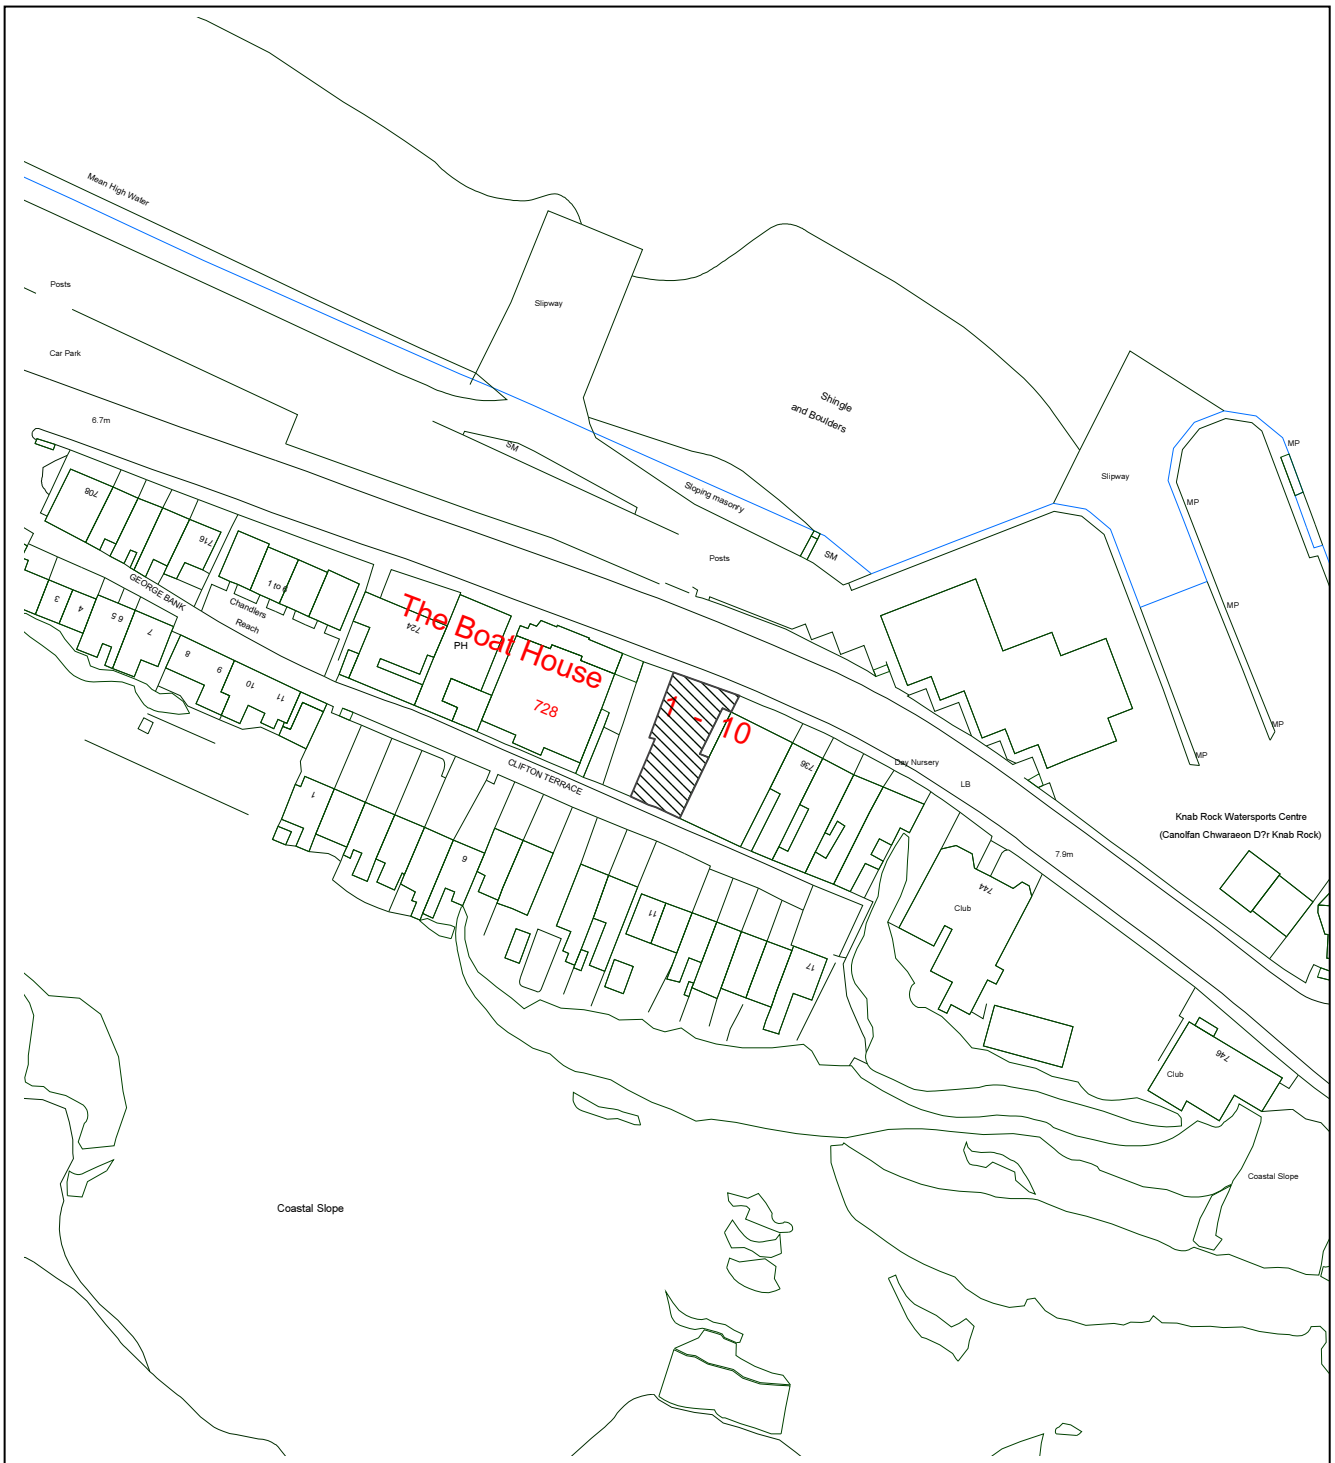 Mean High Water
Posts
Slipway
Car Park
6.7m
Shingle
and Boulders
SM
MP
Slipway
Sloping masonry
MP
708
716
Posts
SM
1 to 6
GEORGE BANK
Chandlers
Reach
MP
3
4
6.5
7
8
9
10
11
724
The Boat House
PH
728
1 - 10
MP
MP
CLIFTON TERRACE
736
Day Nursery
LB
1
6
7.9m
Knab Rock Watersports Centre
(Canolfan Chwaraeon D?r Knab Rock)
744
Club
11
17
746
Club
Coastal Slope
Coastal Slope